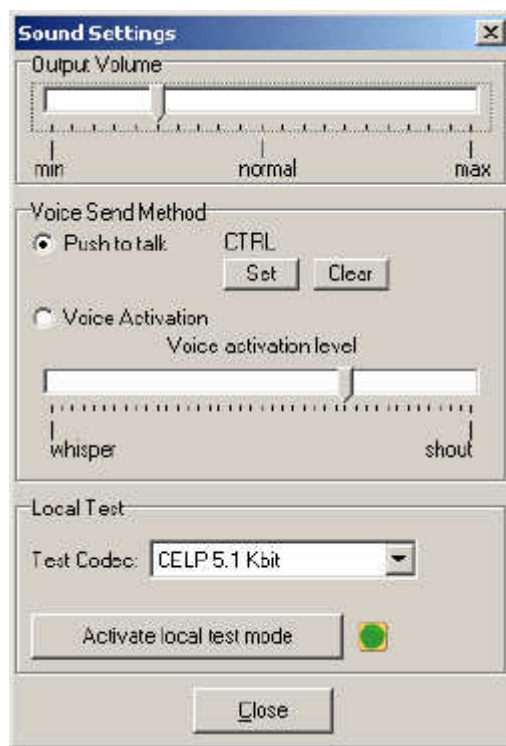 Sound Settings
Output Volume
min normal max
Voice Send Method
Push to talk CTRL
Set Clear
Voice Activation
Voice activation level
whisper shout
Local Test
Test Codec: CELP 5.1 Kbit
Activate local test mode
Close